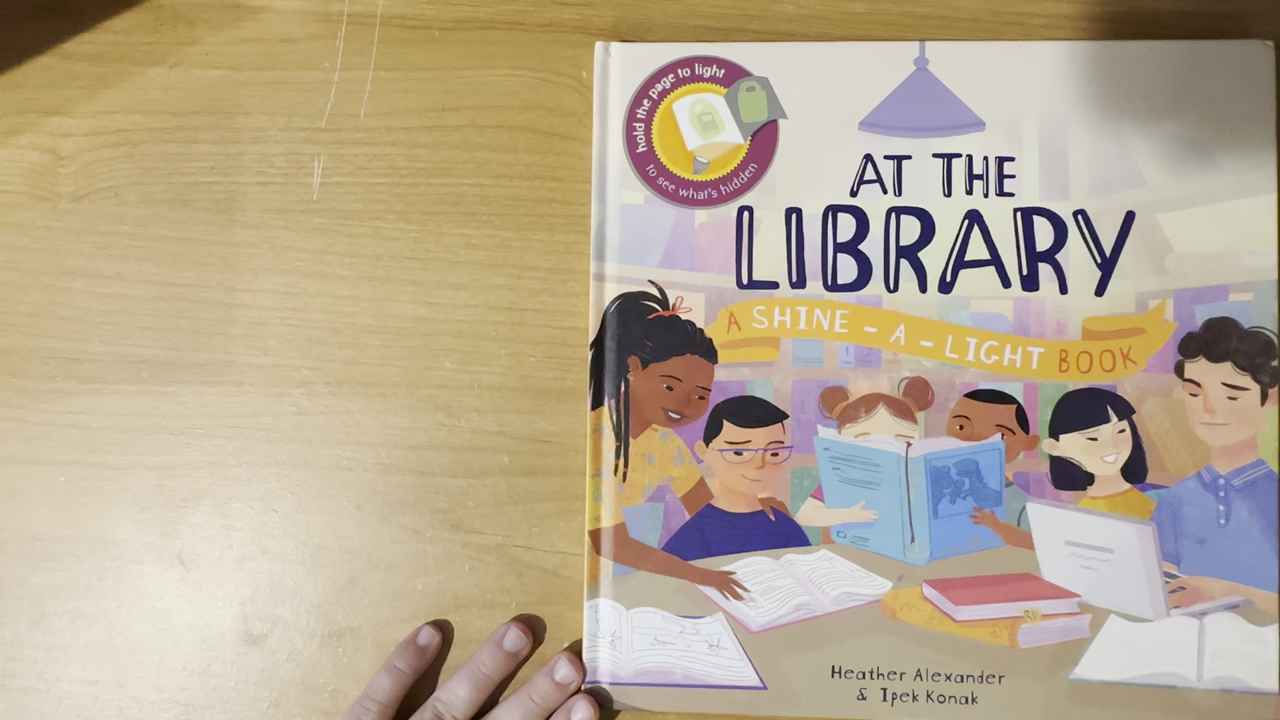 hold the page to light
to see what's hidden
AT THE
LIBRARY
A SHINE-A-LIGHT BOOK
Heather Alexander
& Ipek Konak